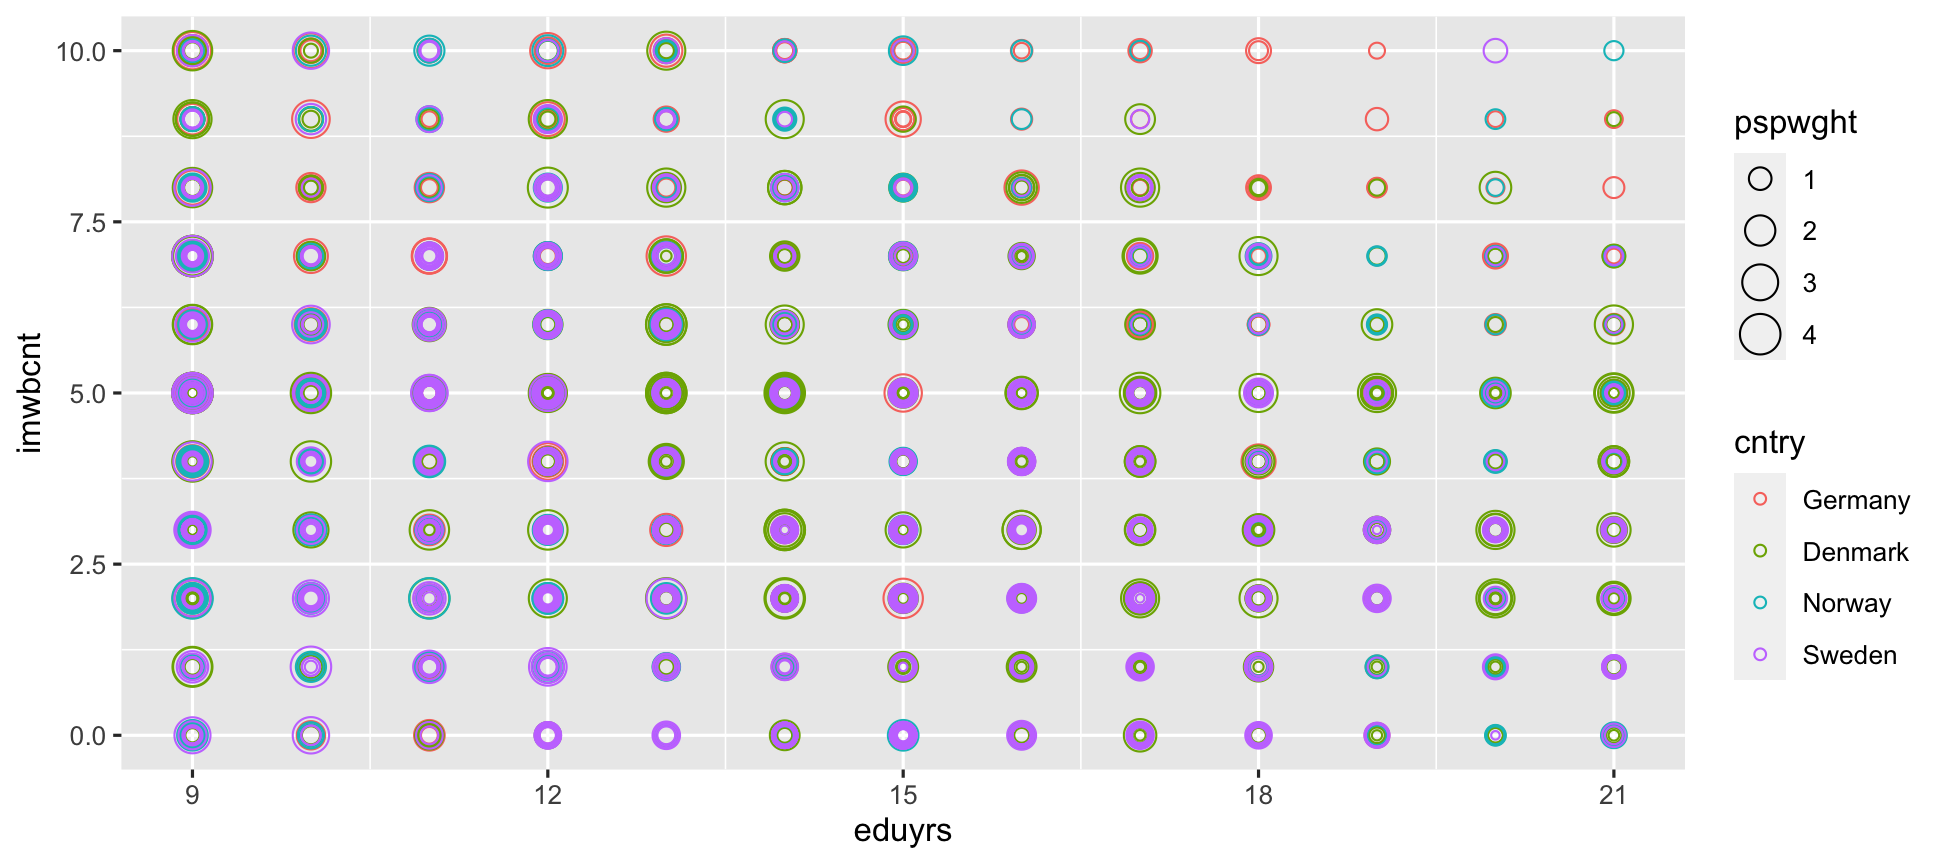 10.0
7.5
5.0
2.5
0.0
imwbcnt
9 12 15 18 21
eduyrs
pspwght
1
2
3
4
cntry
Germany
Denmark
Norway
Sweden